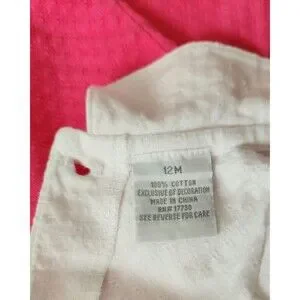 12M
100% COTTON
EXCLUSIVE OF DECORATION
MADE IN CHINA
RN# 17730
SEE REVERSE FOR CARE